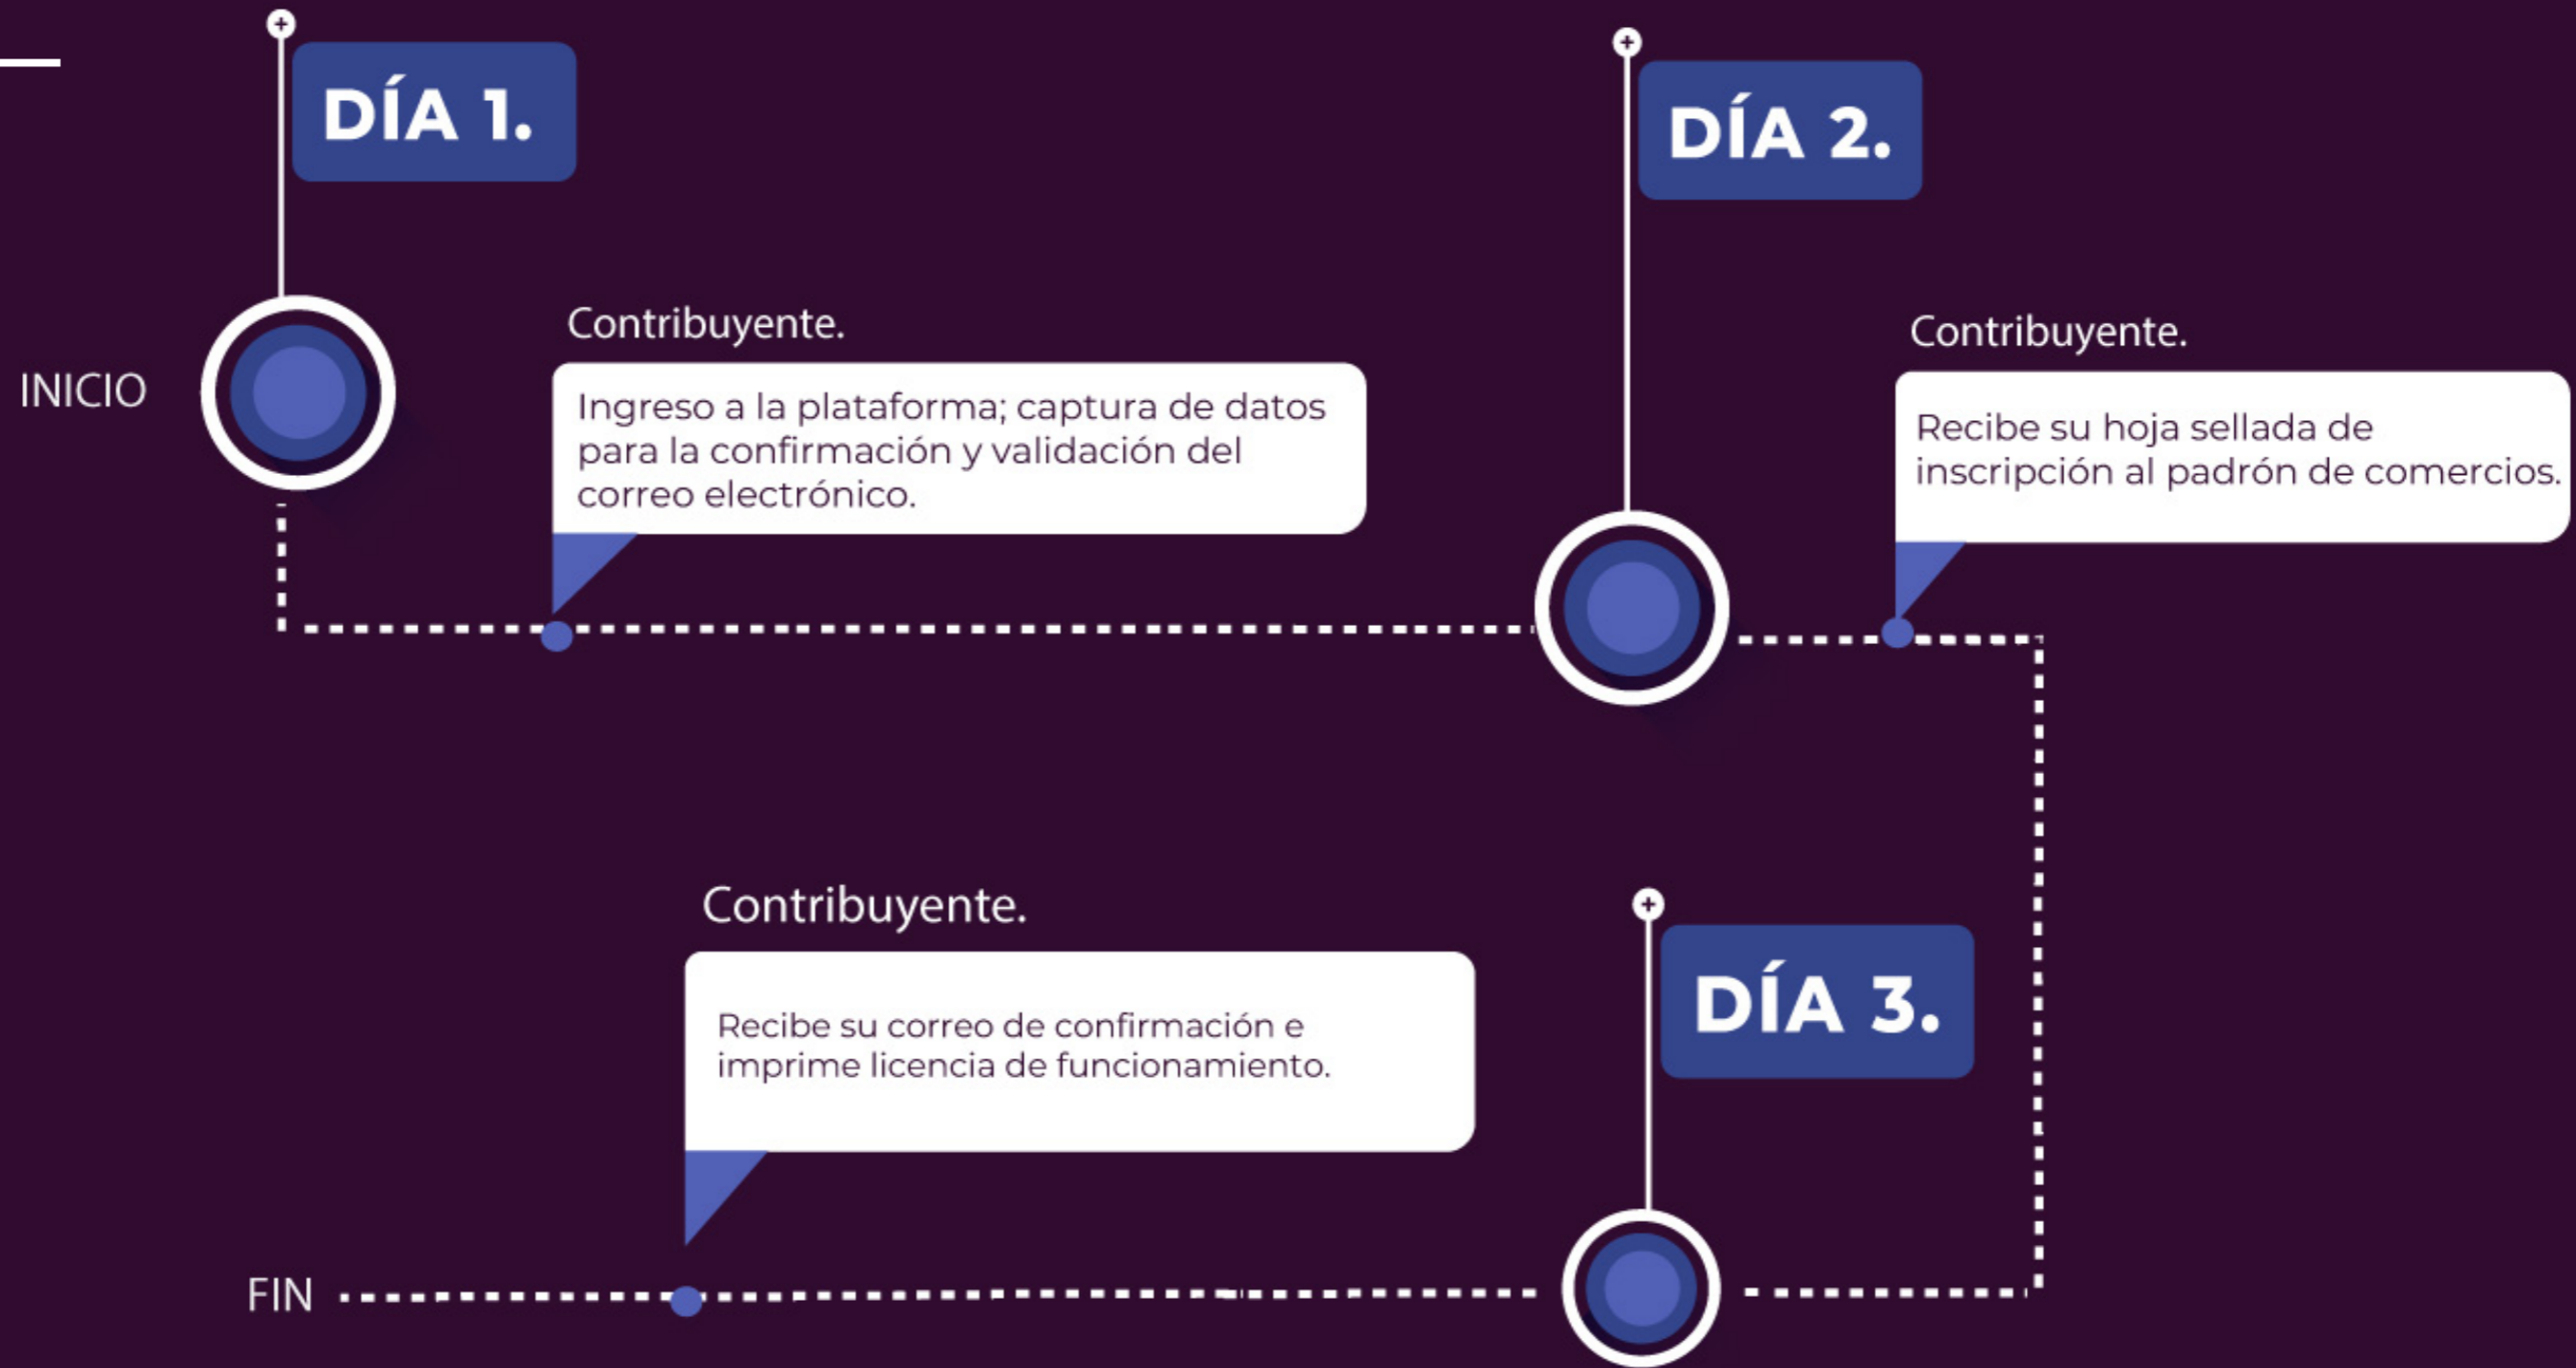 DÍA 1.
DÍA 2.
INICIO
Contribuyente.
Ingreso a la plataforma; captura de datos
para la confirmación y validación del
correo electrónico.
Contribuyente.
Recibe su hoja sellada de
inscripción al padrón de comercios.
DÍA 3.
Contribuyente.
Recibe su correo de confirmación e
imprime licencia de funcionamiento.
FIN